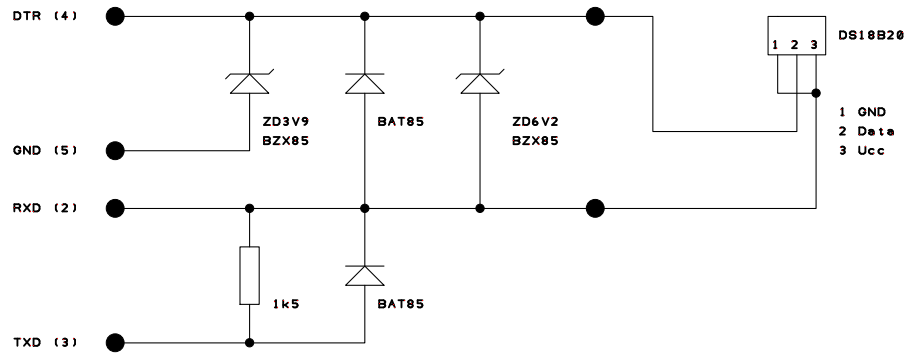 DTR (4)
DS18B20
1 2 3
ZD3V9
BZX85
BAT85
ZD6V2
BZX85
1 GND
2 Data
3 Ucc
GND (5)
RXD (2)
1k5
BAT85
TXD (3)